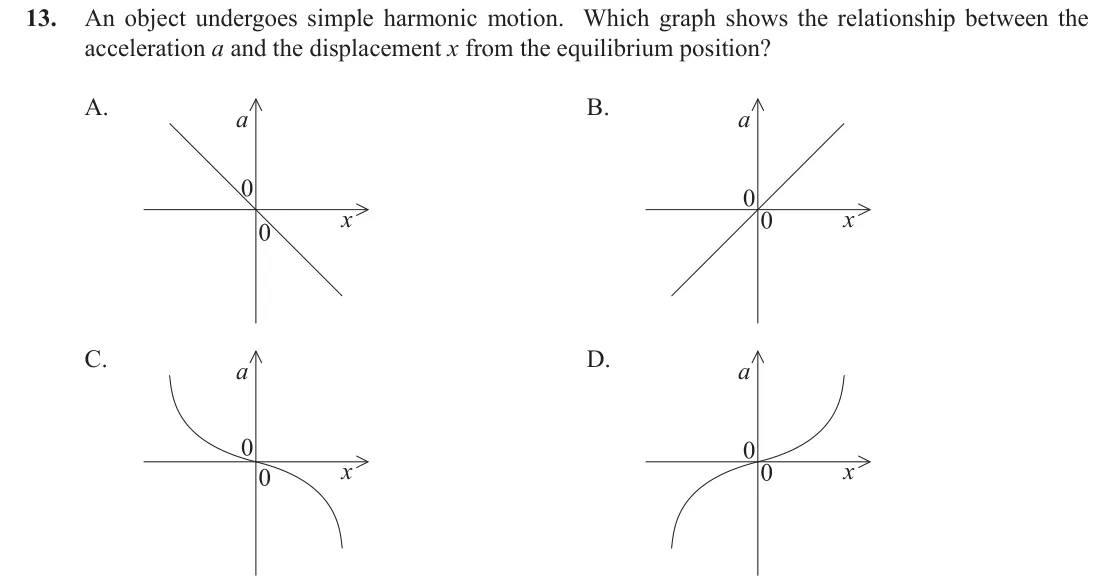 13. An object undergoes simple harmonic motion. Which graph shows the relationship between the
acceleration a and the displacement x from the equilibrium position?
A.
a
0
0
x
B.
a
0
0
x
C.
a
0
0
x
D.
a
0
0
x